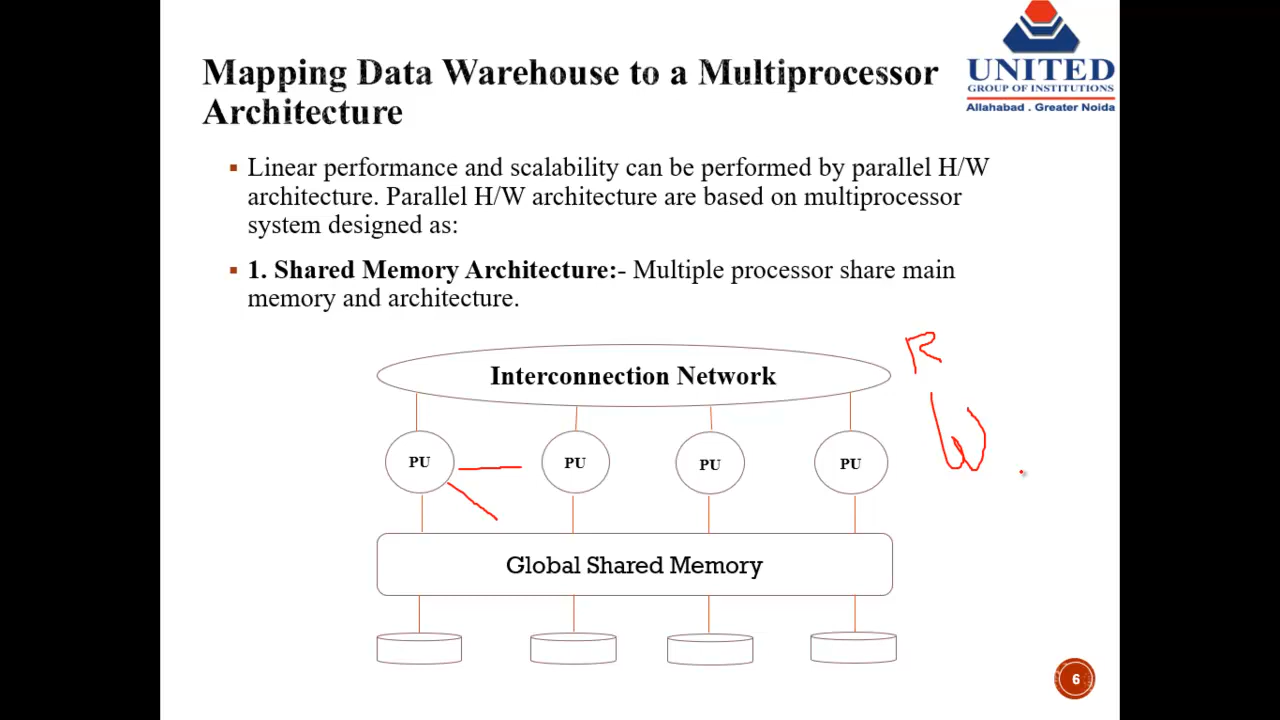 UNITED
GROUP OF INSTITUTIONS
Allahabad . Greater Noida
Mapping Data Warehouse to a Multiprocessor
Architecture
▪ Linear performance and scalability can be performed by parallel H/W
architecture. Parallel H/W architecture are based on multiprocessor
system designed as:
▪ 1. Shared Memory Architecture:- Multiple processor share main
memory and architecture.
Interconnection Network
R
W
PU PU PU PU
Global Shared Memory
6